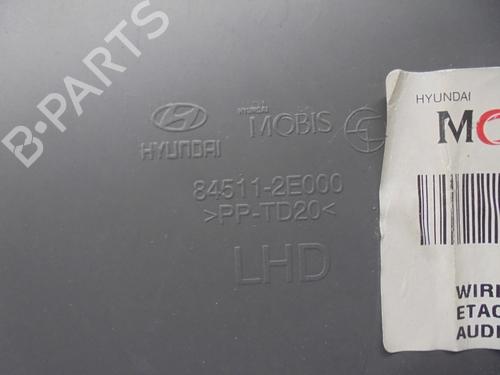 HYUNDAI
HYUNDAI
MOBIS
84511-2E000
>PP-TD20<
LHD
HYUNDAI
MO
WIRI
ETAC
AUDI
B-PARTS